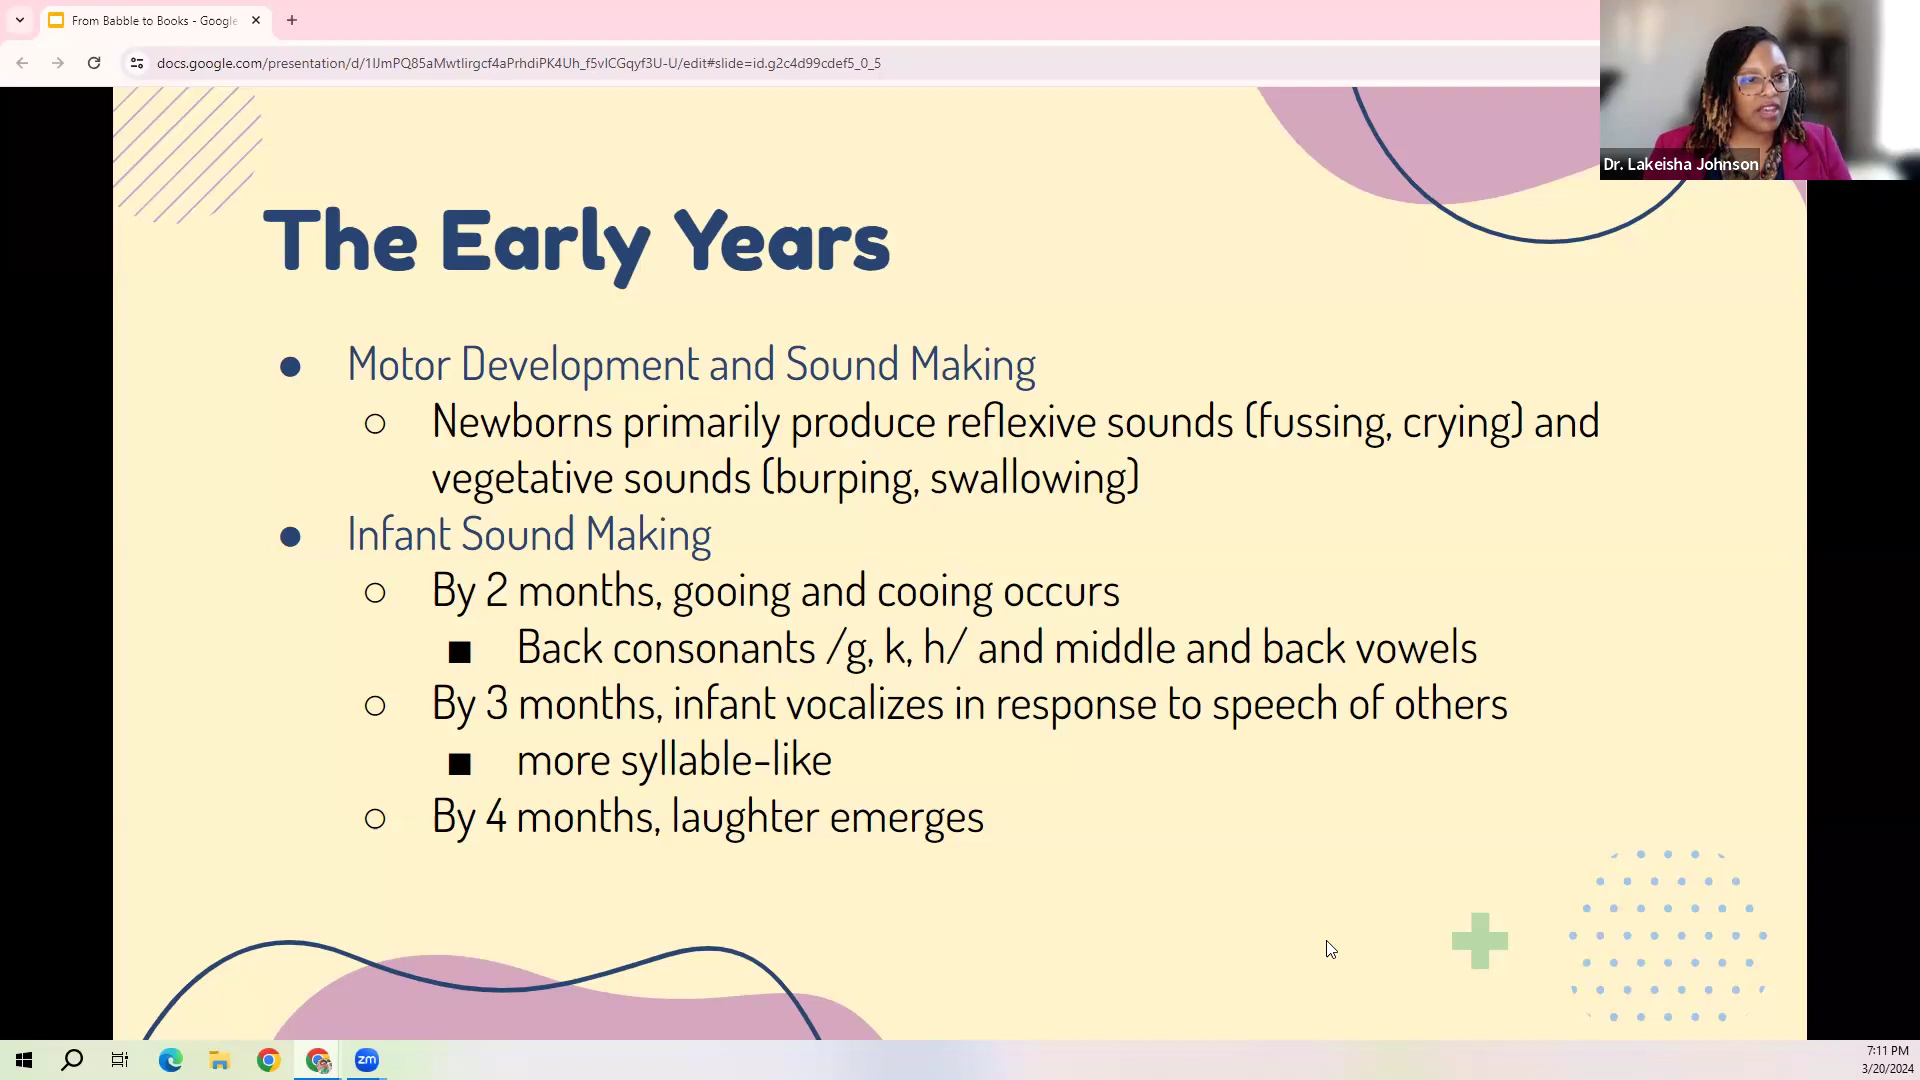 From Babble to Books - Google
docs.google.com/presentation/d/1IJmPQ85aMwtIirgcf4aPrhdiPK4Uh_f5vICGqyf3U-U/edit#slide=id.g2c4d99cdef5_0_5
Dr. Lakeisha Johnson
The Early Years
● Motor Development and Sound Making
○ Newborns primarily produce reflexive sounds (fussing, crying) and
vegetative sounds (burping, swallowing)
● Infant Sound Making
○ By 2 months, gooing and cooing occurs
■ Back consonants /g, k, h/ and middle and back vowels
○ By 3 months, infant vocalizes in response to speech of others
■ more syllable-like
○ By 4 months, laughter emerges
zm
7:11 PM
3/20/2024